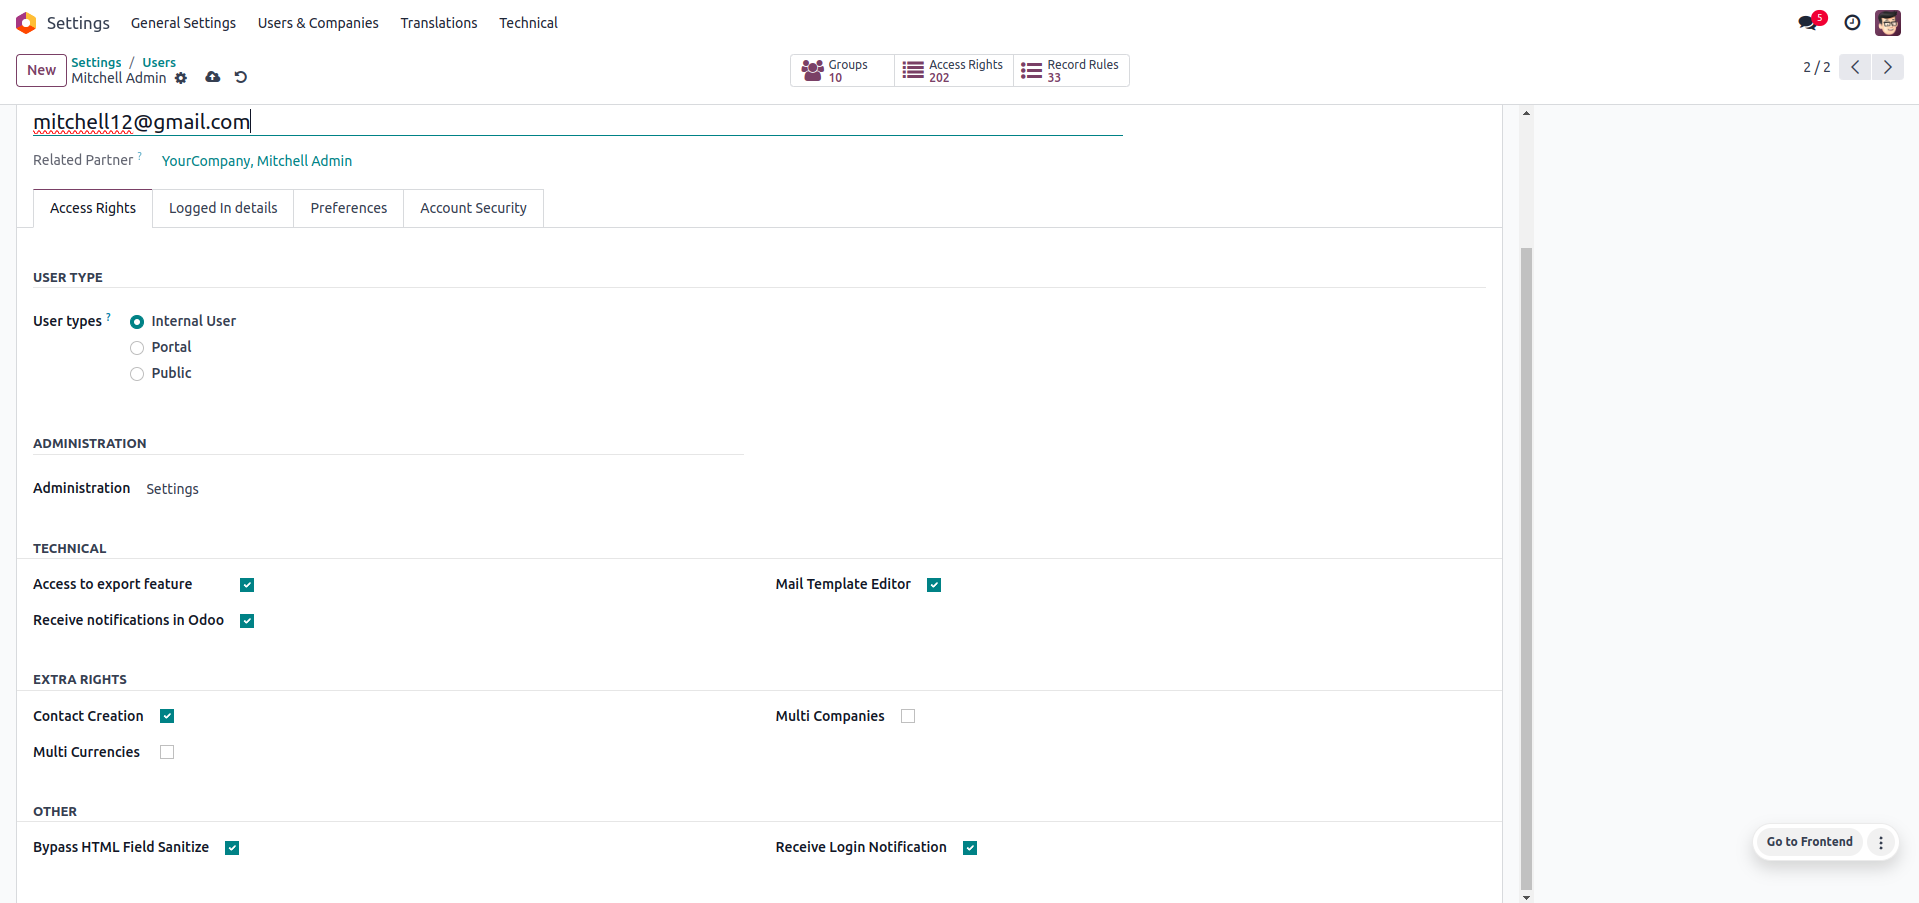 Settings General Settings Users & Companies Translations Technical 5
New Settings / Users Groups Access Rights Record Rules 2 / 2
Mitchell Admin 10 202 33
mitchell12@gmail.com
Related Partner ? YourCompany, Mitchell Admin
Access Rights Logged In details Preferences Account Security
USER TYPE
User types ? Internal User
Portal
Public
ADMINISTRATION
Administration Settings
TECHNICAL
Access to export feature Mail Template Editor
Receive notifications in Odoo
EXTRA RIGHTS
Contact Creation Multi Companies
Multi Currencies
OTHER
Bypass HTML Field Sanitize Receive Login Notification
Go to Frontend